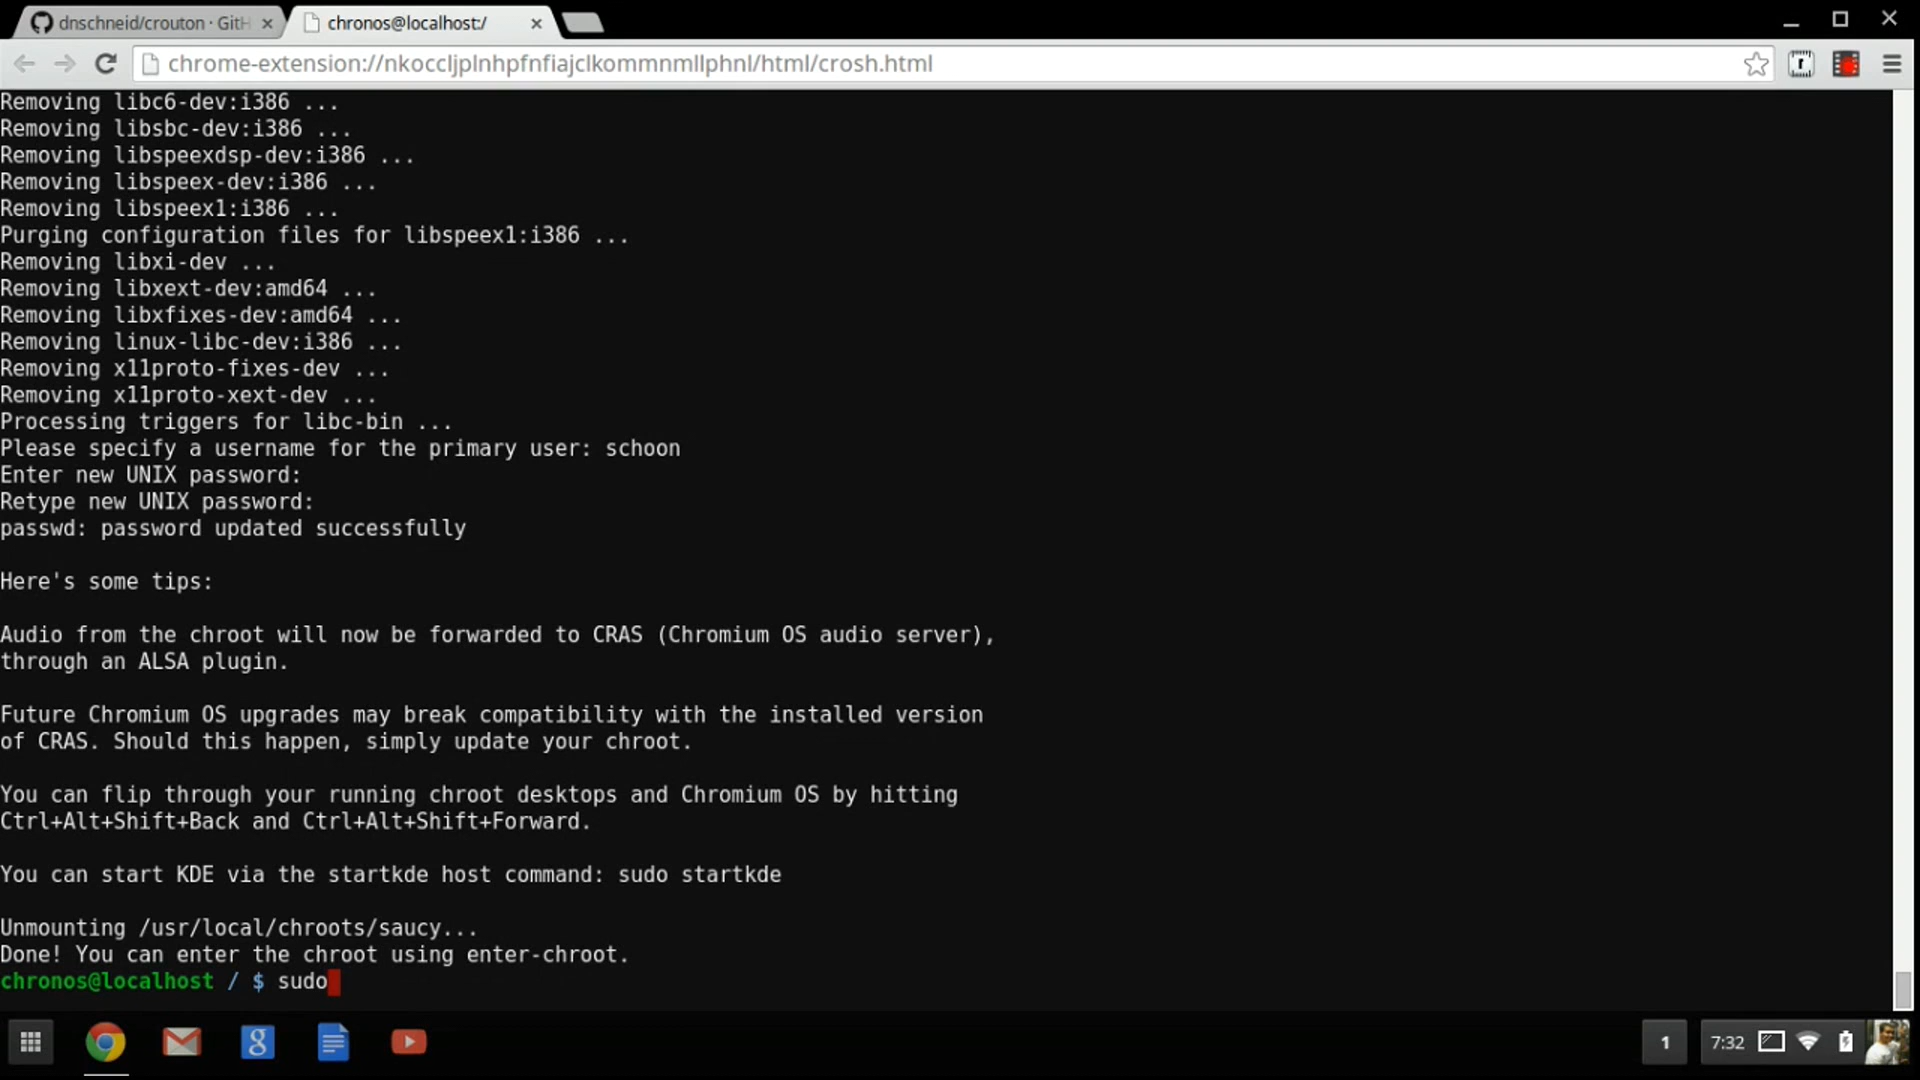 dnschneid/crouton · GitH
chronos@localhost:/
chrome-extension://nkoccljplnhpfnfiajclkommnmllphnl/html/crosh.html
Removing libc6-dev:i386 ...
Removing libsbc-dev:i386 ...
Removing libspeexdsp-dev:i386 ...
Removing libspeex-dev:i386 ...
Removing libspeex1:i386 ...
Purging configuration files for libspeex1:i386 ...
Removing libxi-dev ...
Removing libxext-dev:amd64 ...
Removing libxfixes-dev:amd64 ...
Removing linux-libc-dev:i386 ...
Removing x11proto-fixes-dev ...
Removing x11proto-xext-dev ...
Processing triggers for libc-bin ...
Please specify a username for the primary user: schoon
Enter new UNIX password:
Retype new UNIX password:
passwd: password updated successfully
Here's some tips:
Audio from the chroot will now be forwarded to CRAS (Chromium OS audio server),
through an ALSA plugin.
Future Chromium OS upgrades may break compatibility with the installed version
of CRAS. Should this happen, simply update your chroot.
You can flip through your running chroot desktops and Chromium OS by hitting
Ctrl+Alt+Shift+Back and Ctrl+Alt+Shift+Forward.
You can start KDE via the startkde host command: sudo startkde
Unmounting /usr/local/chroots/saucy...
Done! You can enter the chroot using enter-chroot.
chronos@localhost / $ sudo
8
1
7:32